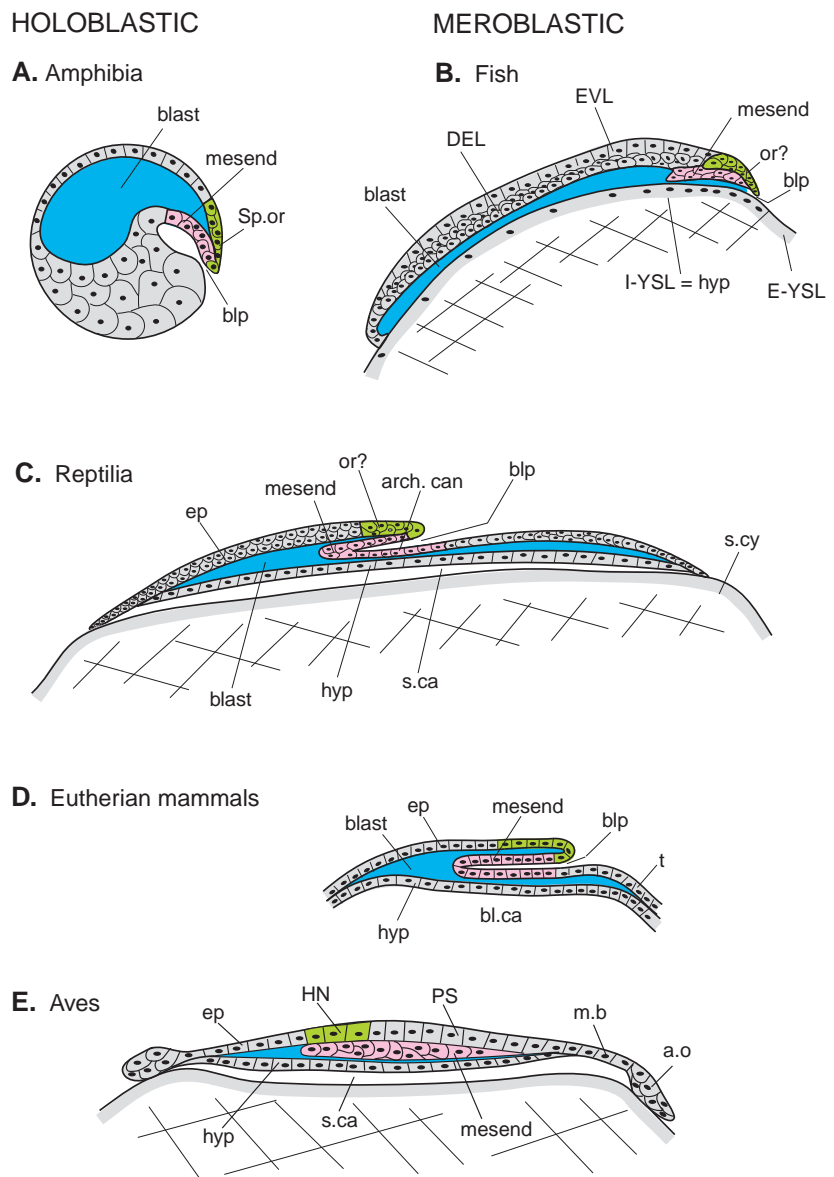 HOLOBLASTIC
MEROBLASTIC
A. Amphibia
blast
mesend
Sp.or
blp
B. Fish
EVL
mesend
DEL
or?
blp
blast
I-YSL = hyp
E-YSL
C. Reptilia
or?
mesend
arch. can
blp
ep
s.cy
blast
hyp
s.ca
D. Eutherian mammals
ep
mesend
blast
blp
t
hyp
bl.ca
E. Aves
HN
PS
ep
m.b
a.o
s.ca
hyp
mesend